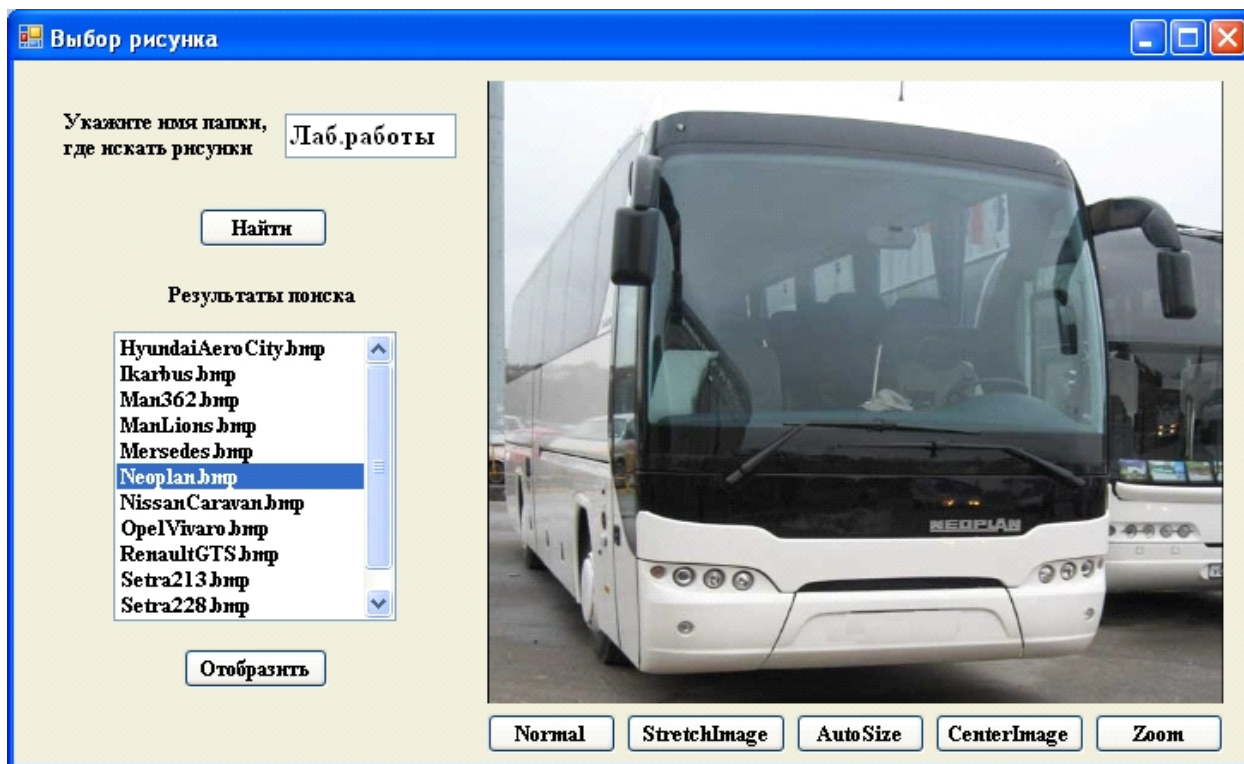 Выбор рисунка
Укажите имя папки,
где искать рисунки
Лаб.работы
Найти
Результаты поиска
HyundaiAeroCity.bmp
Ikarbus.bmp
Man362.bmp
ManLions.bmp
Mersedes.bmp
Neoplan.bmp
NissanCaravan.bmp
OpelVivaro.bmp
RenaultGTS.bmp
Setra213.bmp
Setra228.bmp
Отобразить
NEOPLAN
Normal
StretchImage
AutoSize
CenterImage
Zoom